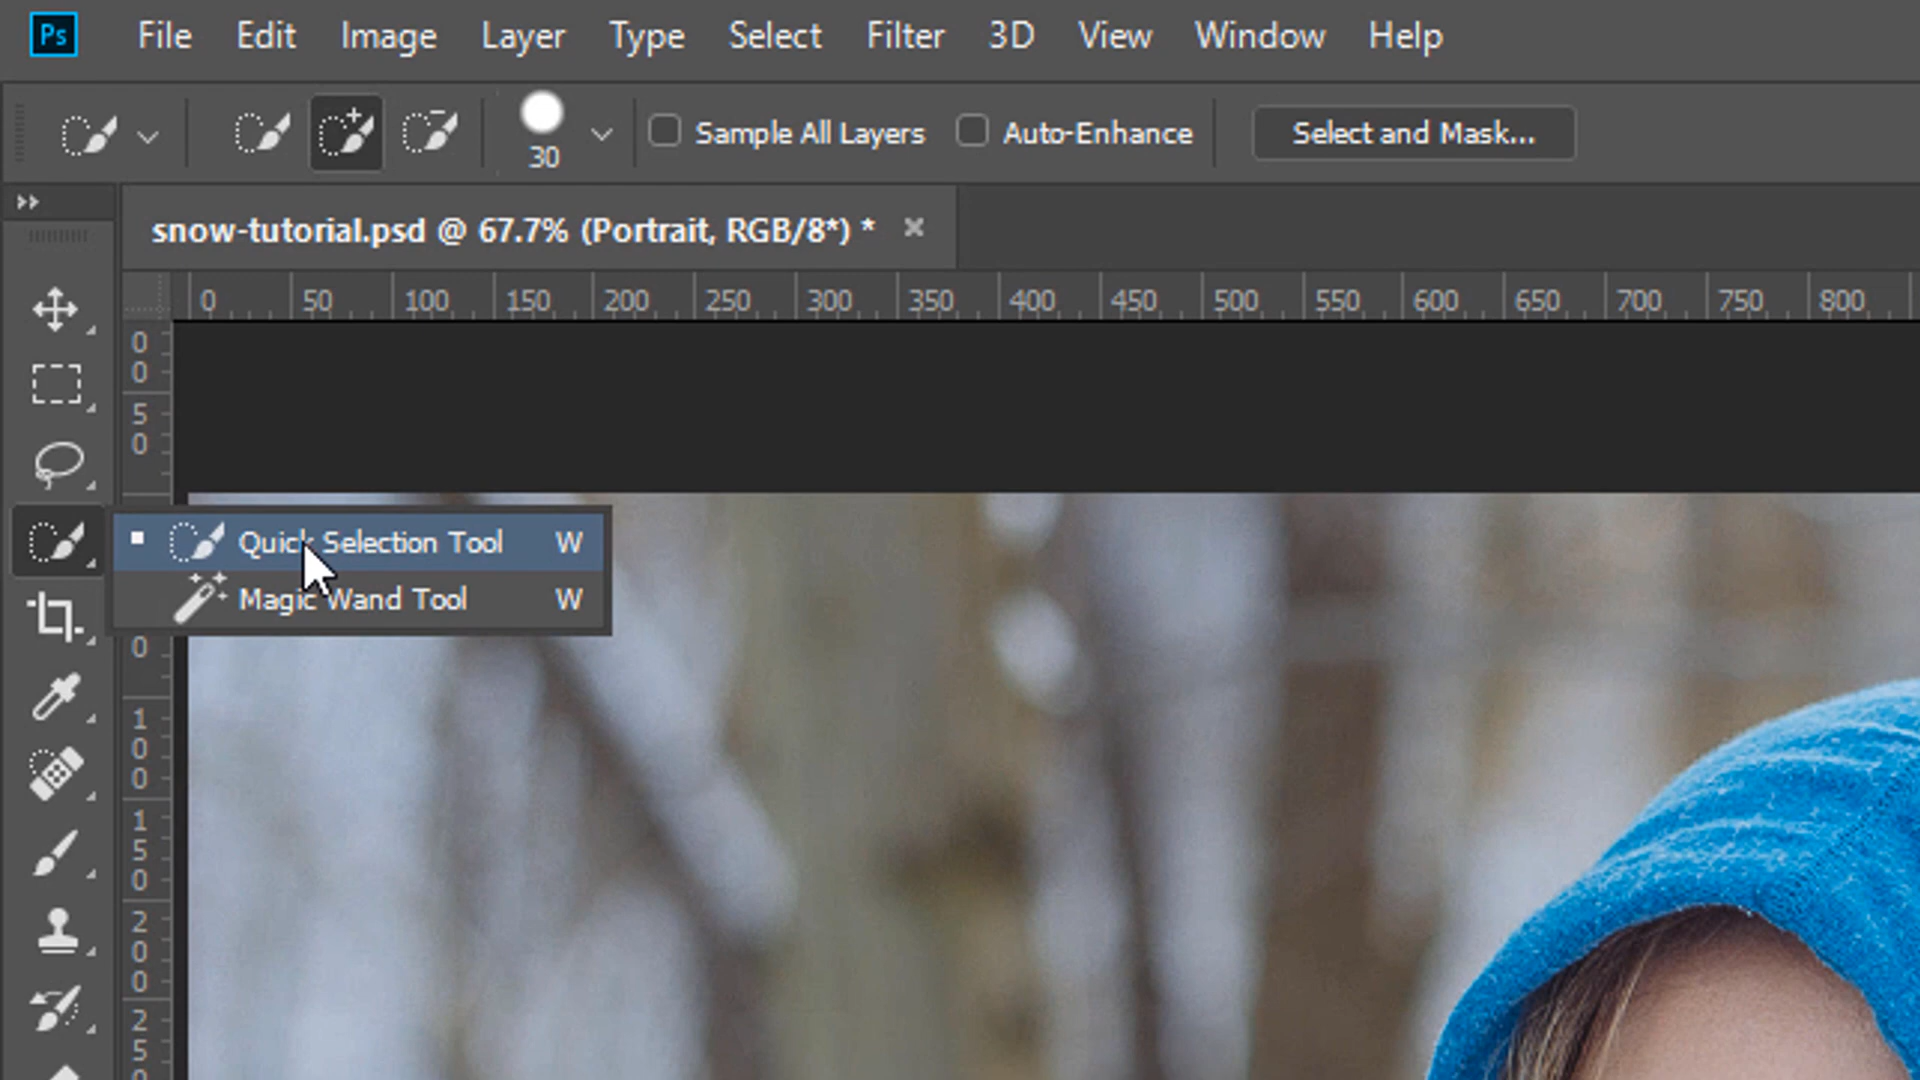 Ps File Edit Image Layer Type Select Filter 3D View Window Help
30 Sample All Layers Auto-Enhance Select and Mask...
snow-tutorial.psd @ 67.7% (Portrait, RGB/8*) * ×
0 50 100 150 200 250 300 350 400 450 500 550 600 650 700 750 800
0
0
5
0
Quick Selection Tool W
Magic Wand Tool W
0
1
0
0
1
5
0
2
0
0
2
5
0